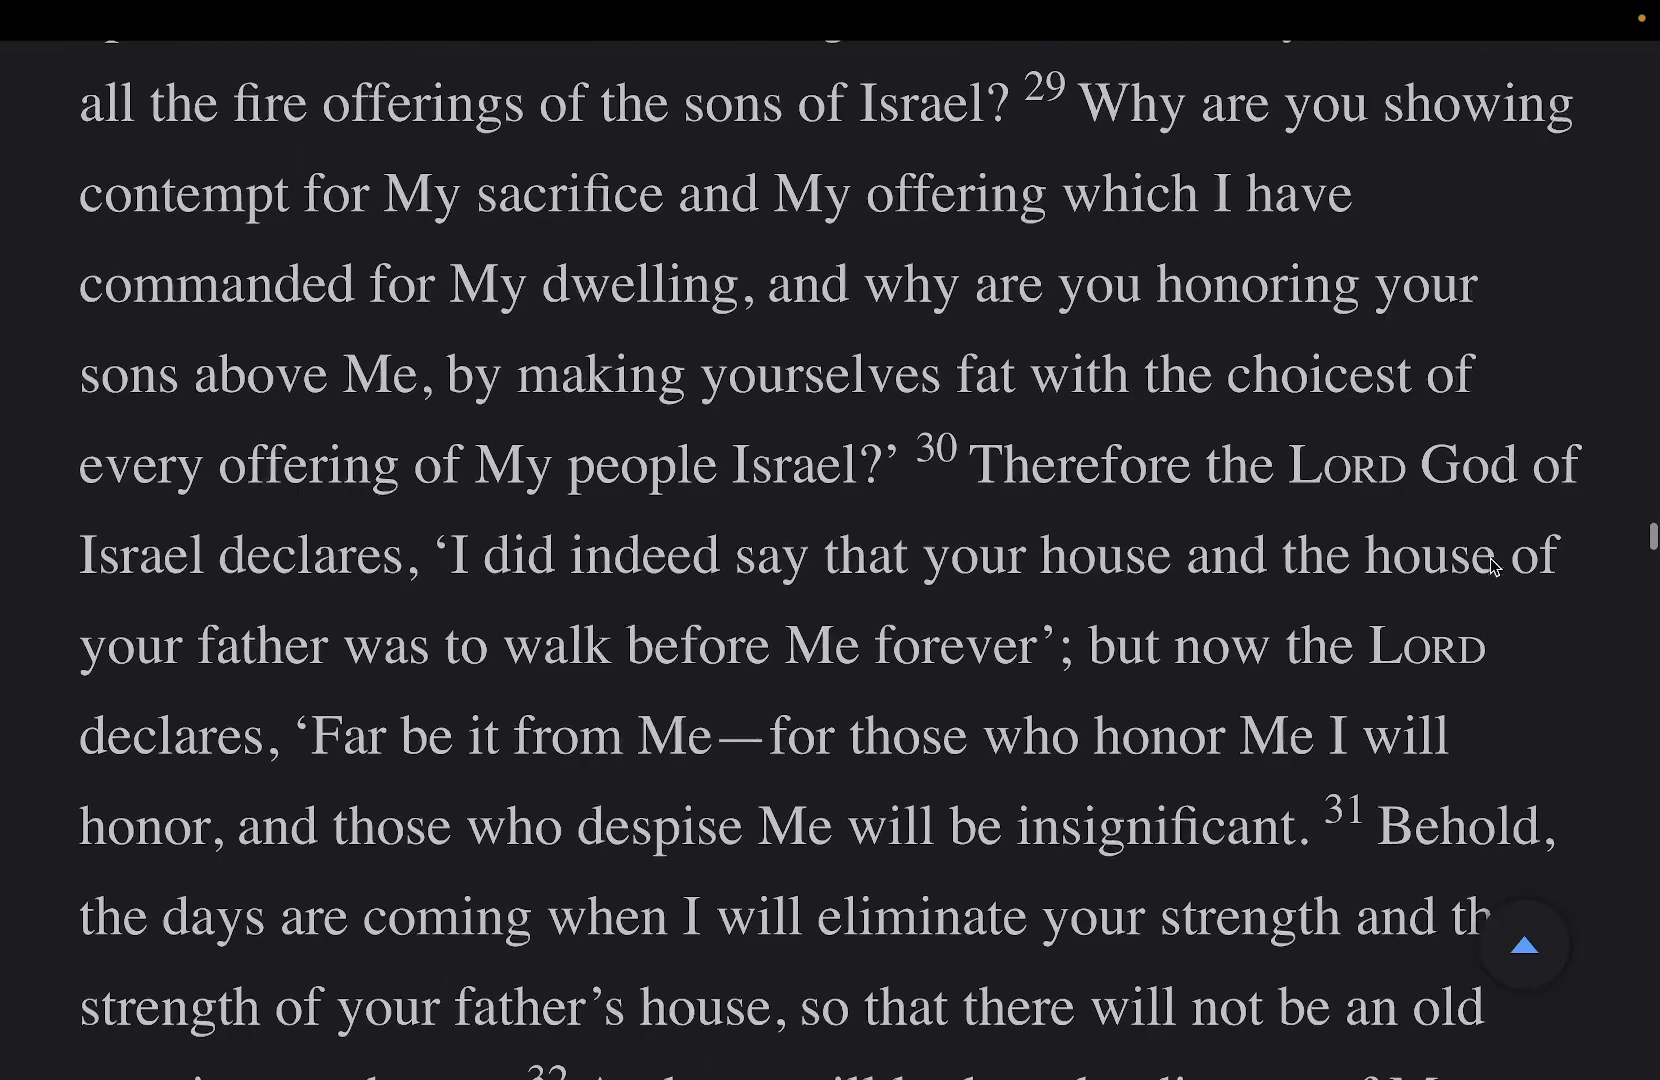 all the fire offerings of the sons of Israel? 29 Why are you showing
contempt for My sacrifice and My offering which I have
commanded for My dwelling, and why are you honoring your
sons above Me, by making yourselves fat with the choicest of
every offering of My people Israel?’ 30 Therefore the LORD God of
Israel declares, ‘I did indeed say that your house and the house of
your father was to walk before Me forever’; but now the LORD
declares, ‘Far be it from Me—for those who honor Me I will
honor, and those who despise Me will be insignificant. 31 Behold,
the days are coming when I will eliminate your strength and th
strength of your father’s house, so that there will not be an old
32